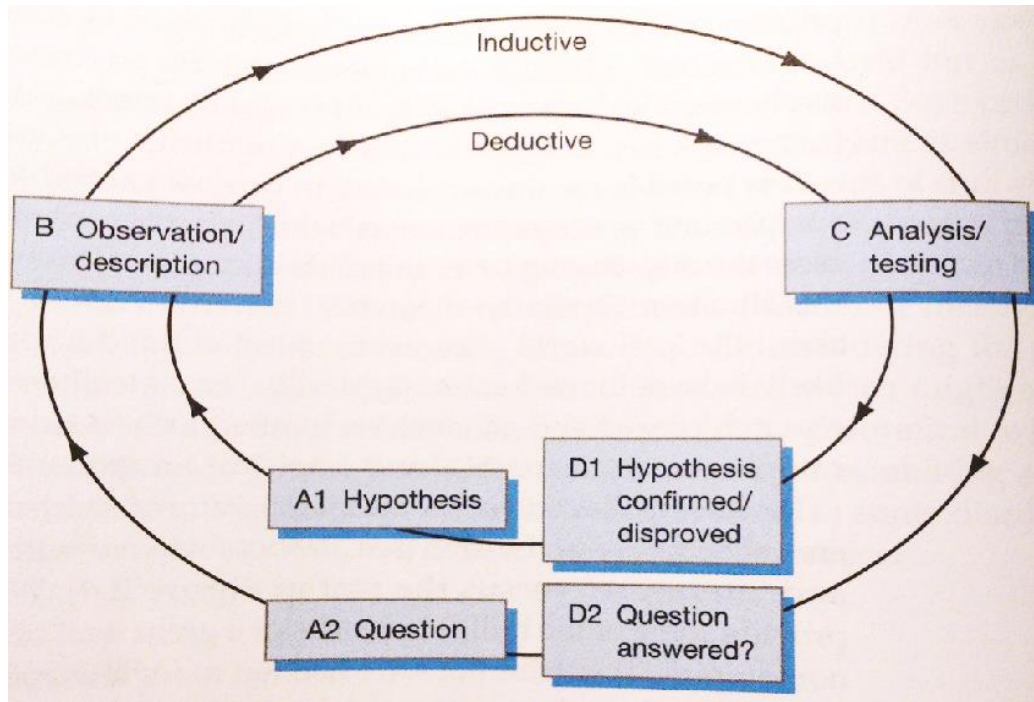 Inductive
Deductive
B Observation/
description
C Analysis/
testing
A1 Hypothesis
D1 Hypothesis
confirmed/
disproved
A2 Question
D2 Question
answered?